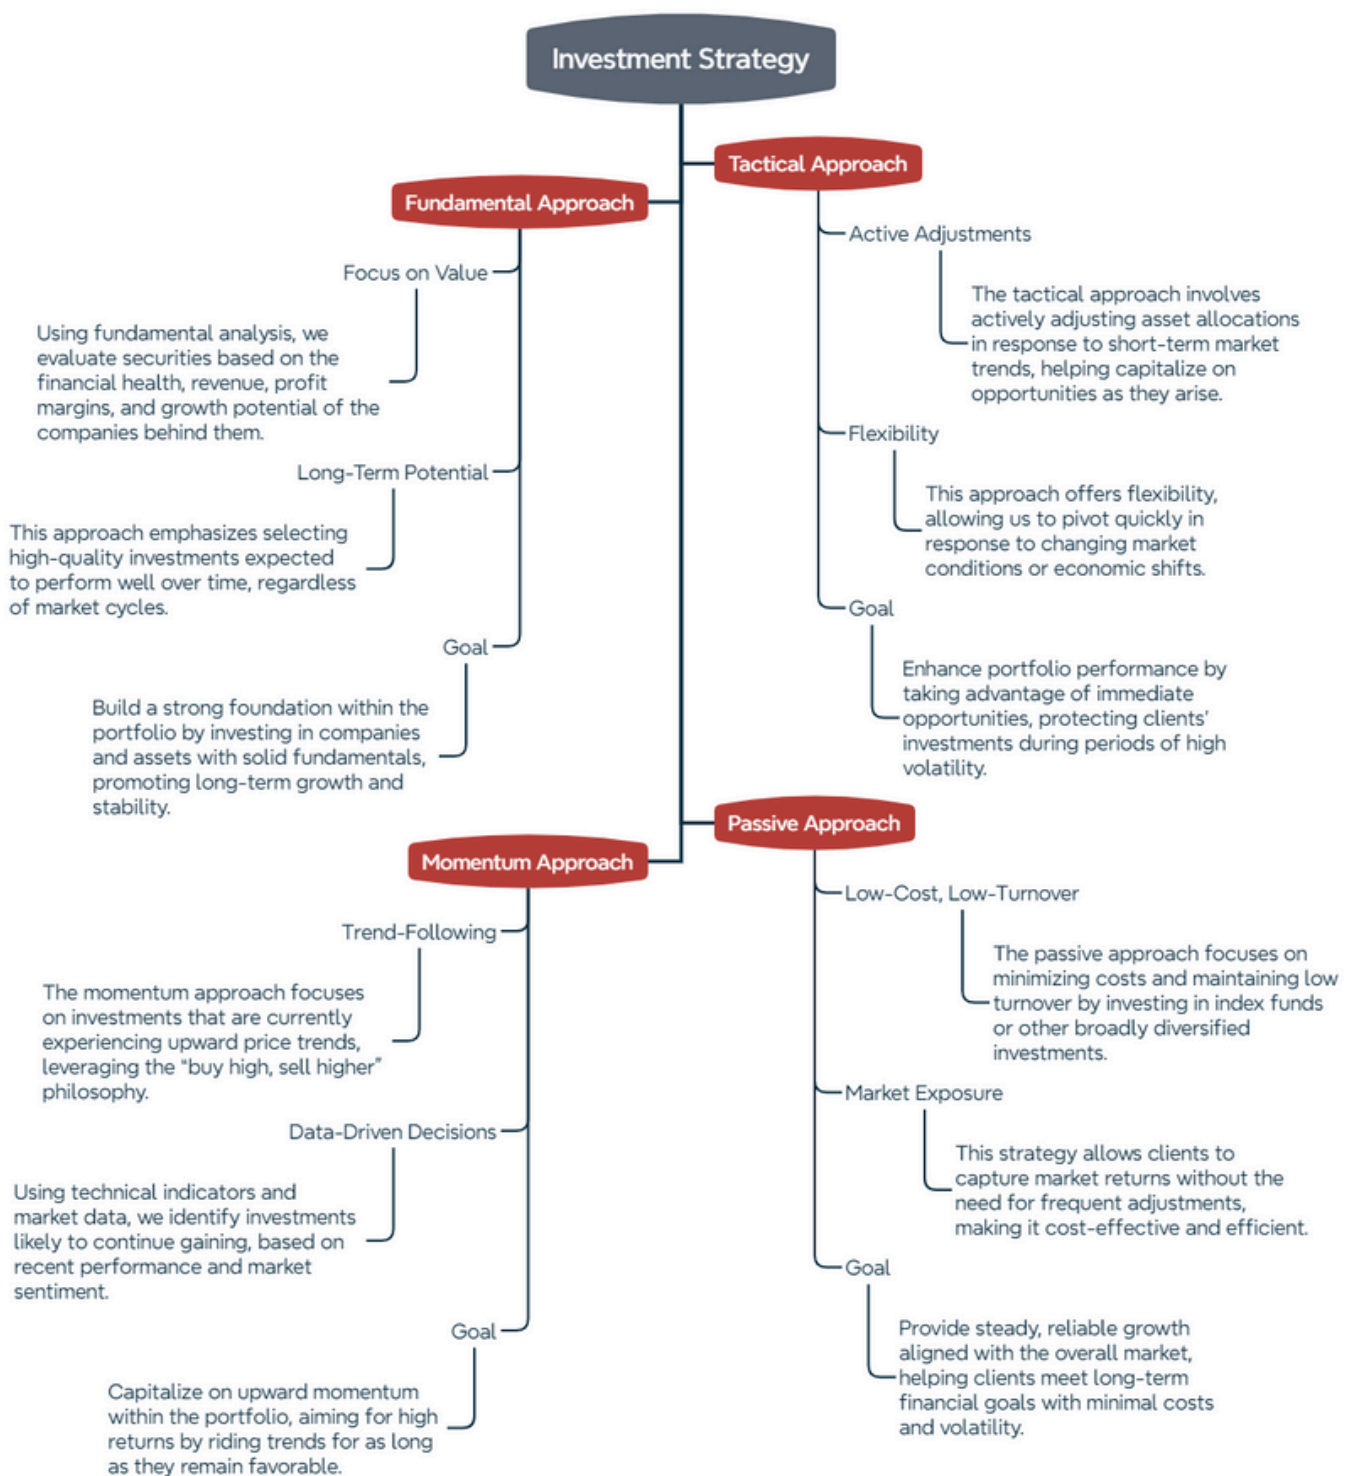 Investment Strategy
Tactical Approach
Active Adjustments
The tactical approach involves
actively adjusting asset allocations
in response to short-term market
trends, helping capitalize on
opportunities as they arise.
Flexibility
This approach offers flexibility,
allowing us to pivot quickly in
response to changing market
conditions or economic shifts.
Goal
Enhance portfolio performance by
taking advantage of immediate
opportunities, protecting clients'
investments during periods of high
volatility.
Fundamental Approach
Focus on Value
Using fundamental analysis, we
evaluate securities based on the
financial health, revenue, profit
margins, and growth potential of the
companies behind them.
Long-Term Potential
This approach emphasizes selecting
high-quality investments expected
to perform well over time, regardless
of market cycles.
Goal
Build a strong foundation within the
portfolio by investing in companies
and assets with solid fundamentals,
promoting long-term growth and
stability.
Passive Approach
Low-Cost, Low-Turnover
The passive approach focuses on
minimizing costs and maintaining low
turnover by investing in index funds
or other broadly diversified
investments.
Market Exposure
This strategy allows clients to
capture market returns without the
need for frequent adjustments,
making it cost-effective and efficient.
Goal
Provide steady, reliable growth
aligned with the overall market,
helping clients meet long-term
financial goals with minimal costs
and volatility.
Momentum Approach
Trend-Following
The momentum approach focuses
on investments that are currently
experiencing upward price trends,
leveraging the "buy high, sell higher"
philosophy.
Data-Driven Decisions
Using technical indicators and
market data, we identify investments
likely to continue gaining, based on
recent performance and market
sentiment.
Goal
Capitalize on upward momentum
within the portfolio, aiming for high
returns by riding trends for as long
as they remain favorable.